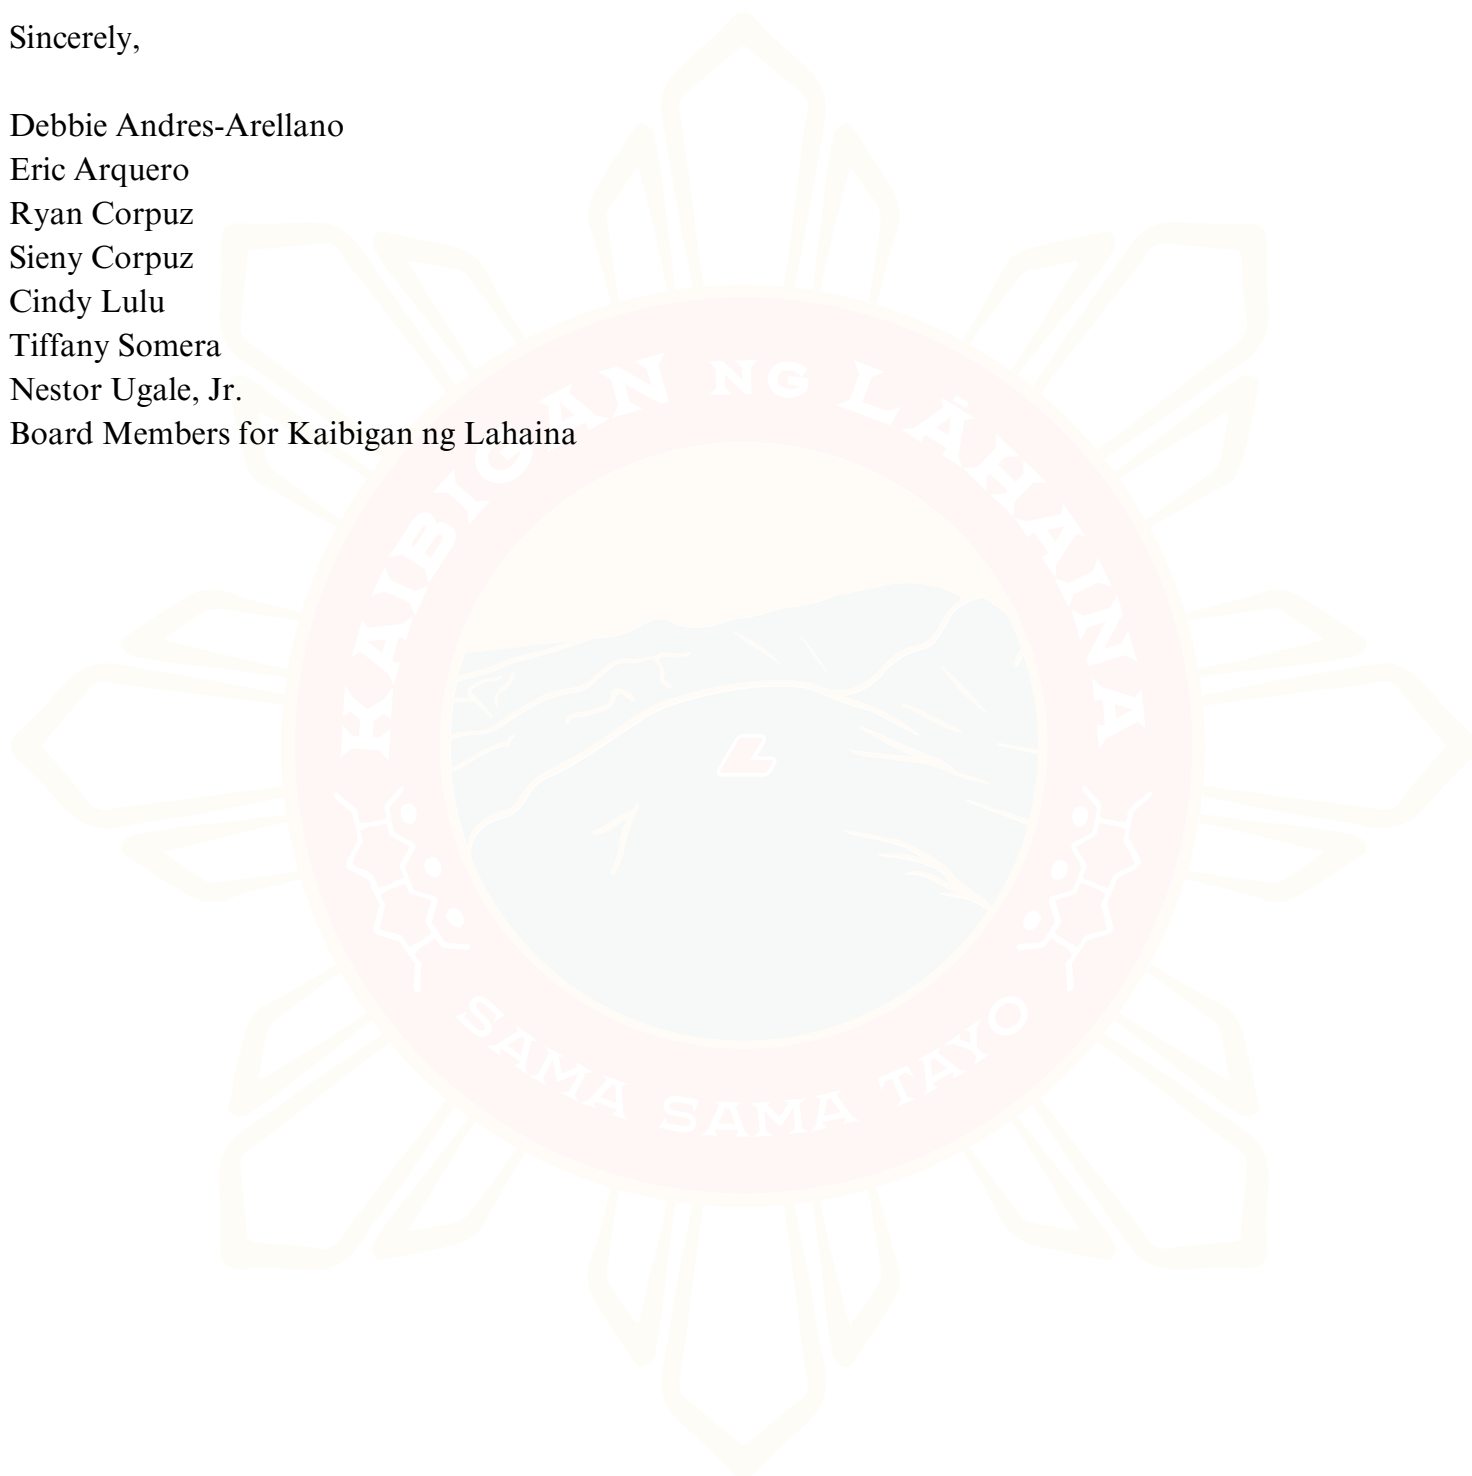 Sincerely,
Debbie Andres-Arellano
Eric Arquero
Ryan Corpuz
Sieny Corpuz
Cindy Lulu
Tiffany Somera
Nestor Ugale, Jr.
Board Members for Kaibigan ng Lahaina
KAIBIGAN NG LĀHAINA
L
SAMA SAMA TAYO